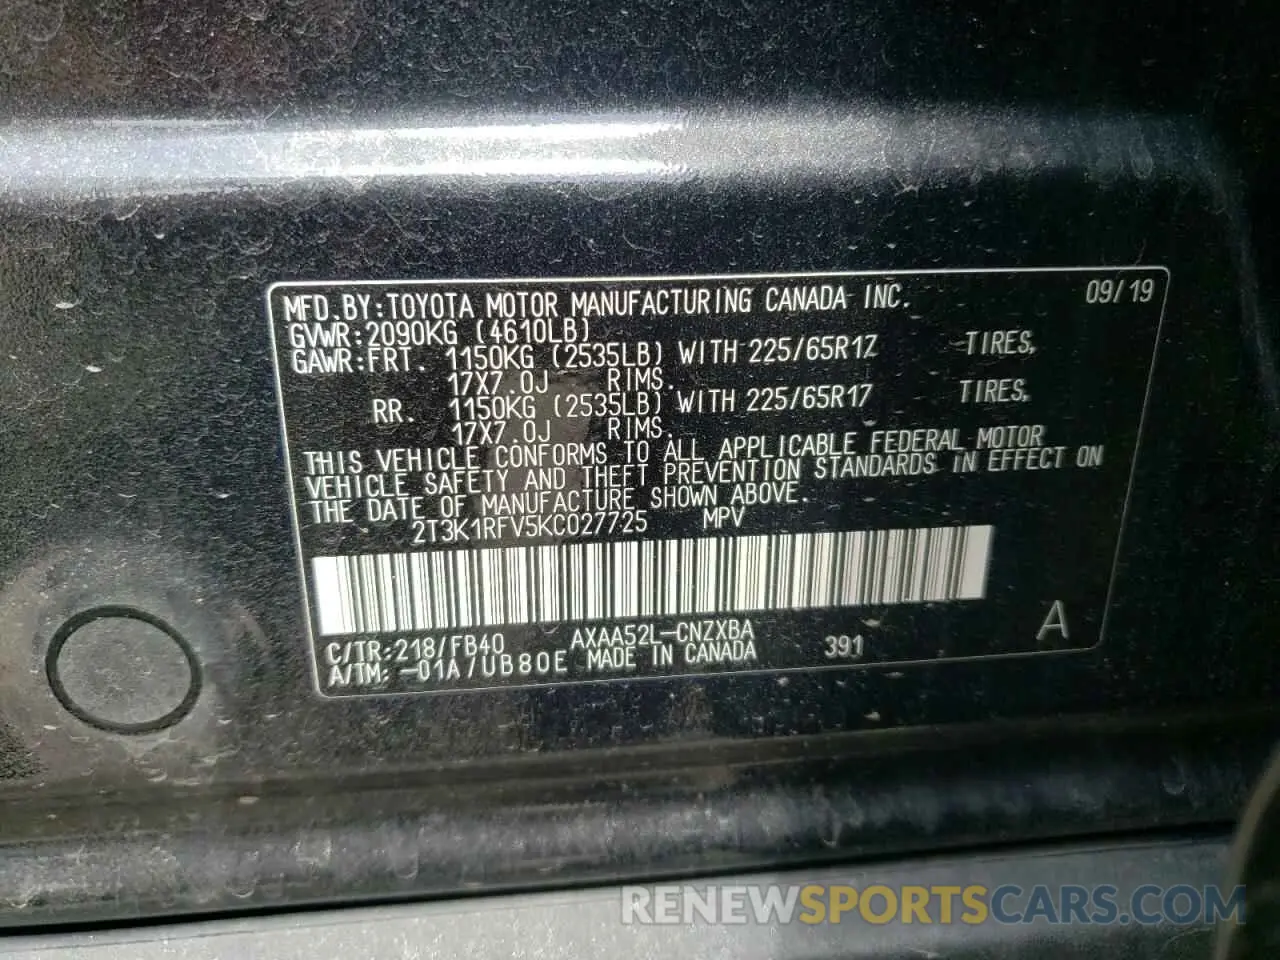 MFD.BY:TOYOTA MOTOR MANUFACTURING CANADA INC. 09/19
GVWR:2090KG (4610LB)
GAWR:FRT. 1150KG (2535LB) WITH 225/65R17 TIRES,
17X7.0J RIMS.
RR. 1150KG (2535LB) WITH 225/65R17 TIRES,
17X7.0J RIMS.
THIS VEHICLE CONFORMS TO ALL APPLICABLE FEDERAL MOTOR
VEHICLE SAFETY AND THEFT PREVENTION STANDARDS IN EFFECT ON
THE DATE OF MANUFACTURE SHOWN ABOVE.
2T3K1RFV5KC027725 MPV
C/TR:218/FB40 AXAA52L-CNZXBA 391 A
A/TM:-01A/UB80E MADE IN CANADA
RENEWSPORTSCARS.COM